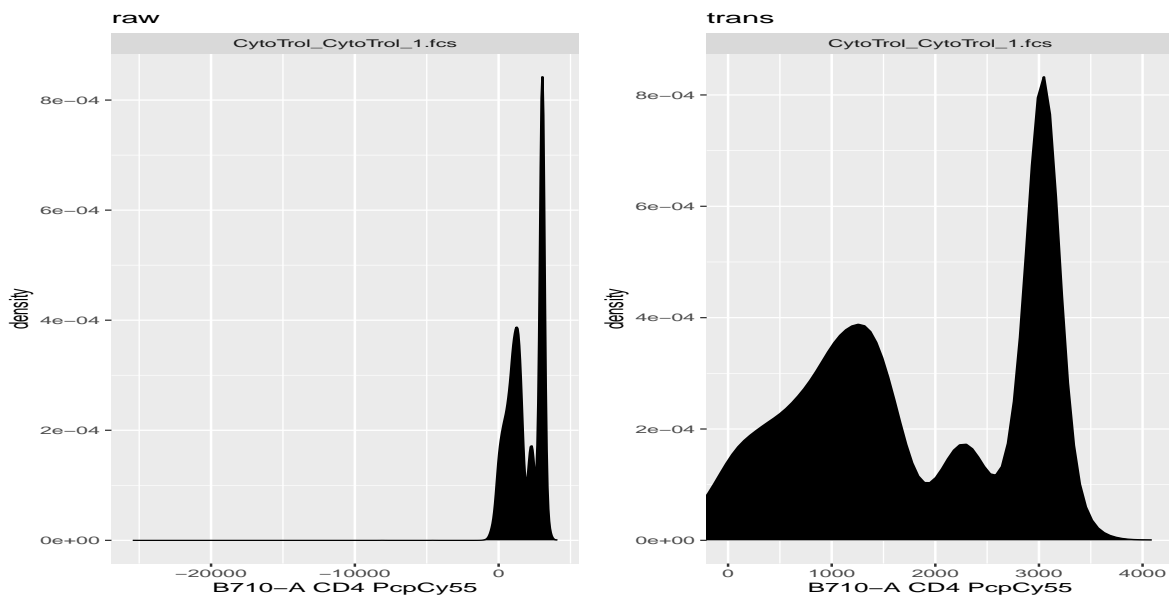 raw
CytoTrol_CytoTrol_1.fcs
8e−04
6e−04
4e−04
2e−04
0e+00
density
−20000
−10000
0
B710−A CD4 PcpCy55
trans
CytoTrol_CytoTrol_1.fcs
8e−04
6e−04
4e−04
2e−04
0e+00
density
0
1000
2000
3000
4000
B710−A CD4 PcpCy55